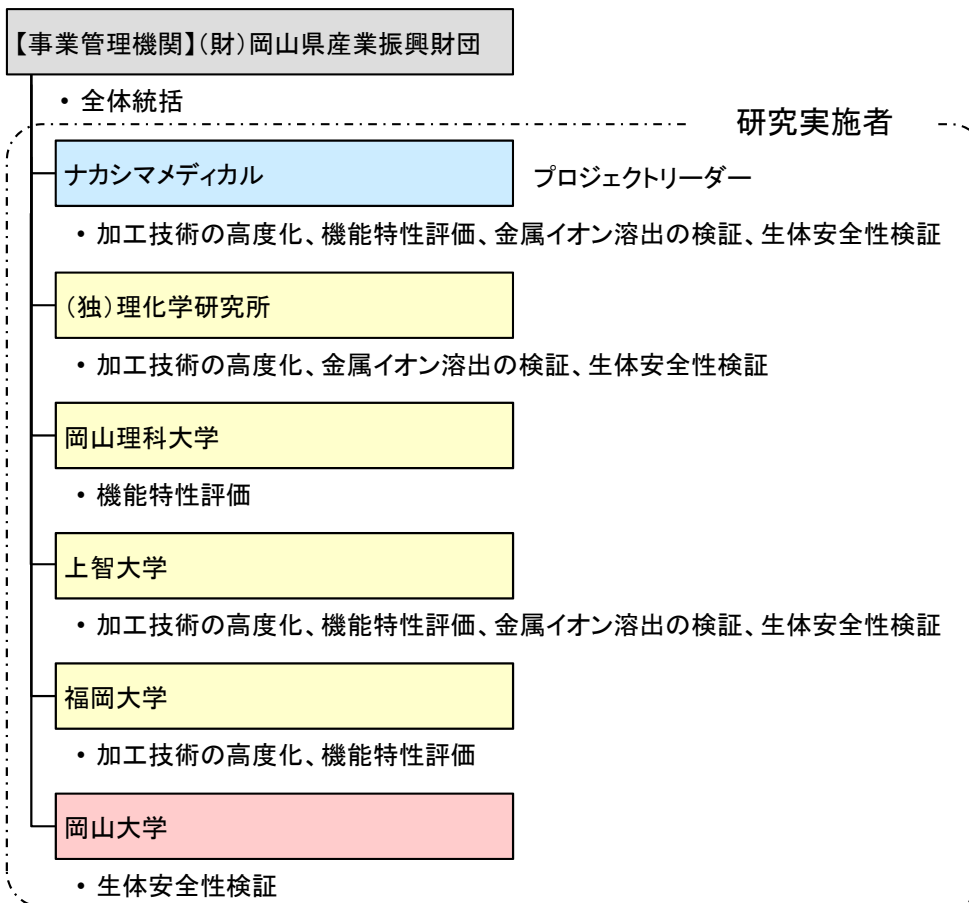 【事業管理機関】(財)岡山県産業振興財団
• 全体統括
研究実施者
ナカシマメディカル
プロジェクトリーダー
• 加工技術の高度化、機能特性評価、金属イオン溶出の検証、生体安全性検証
(独)理化学研究所
• 加工技術の高度化、金属イオン溶出の検証、生体安全性検証
岡山理科大学
• 機能特性評価
上智大学
• 加工技術の高度化、機能特性評価、金属イオン溶出の検証、生体安全性検証
福岡大学
• 加工技術の高度化、機能特性評価
岡山大学
• 生体安全性検証